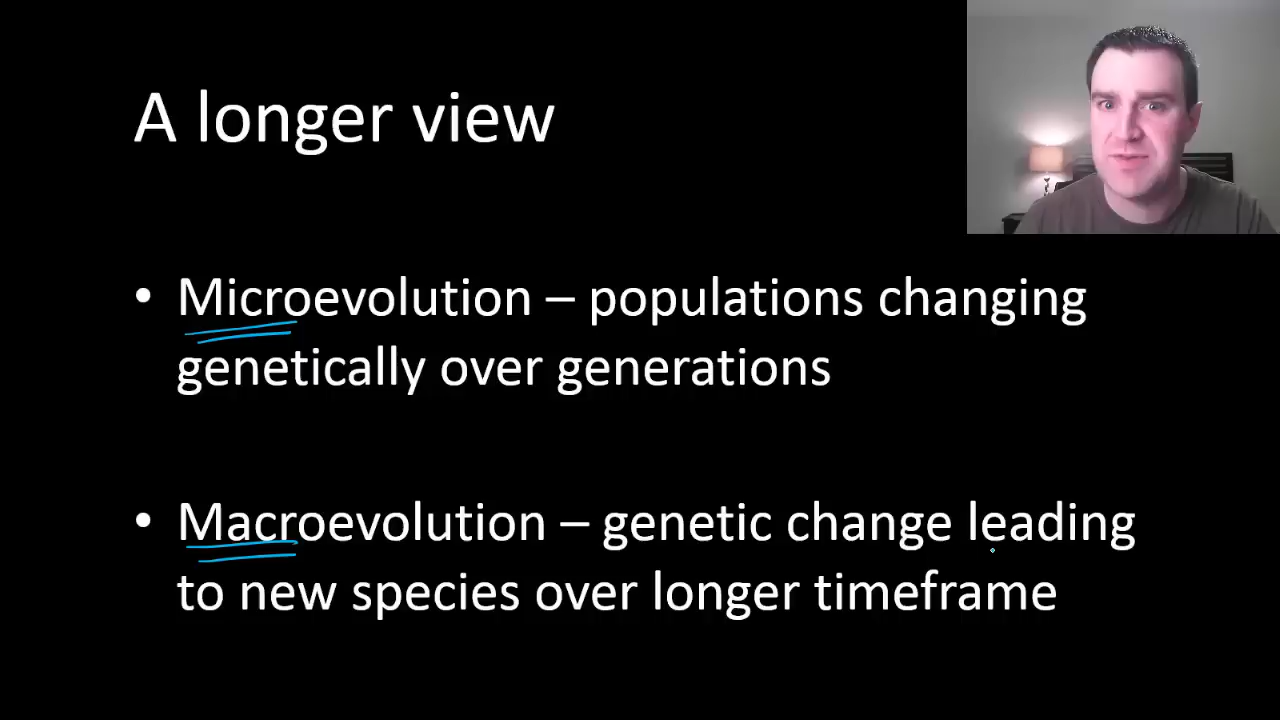 A longer view
• Microevolution – populations changing
genetically over generations
• Macroevolution – genetic change leading
to new species over longer timeframe